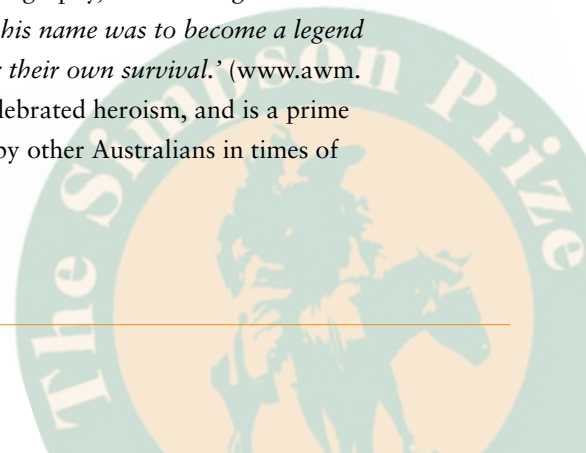 his name was to become a legend
their own survival.’ (www.awm.
lebrated heroism, and is a prime
by other Australians in times of
The Simpson Prize